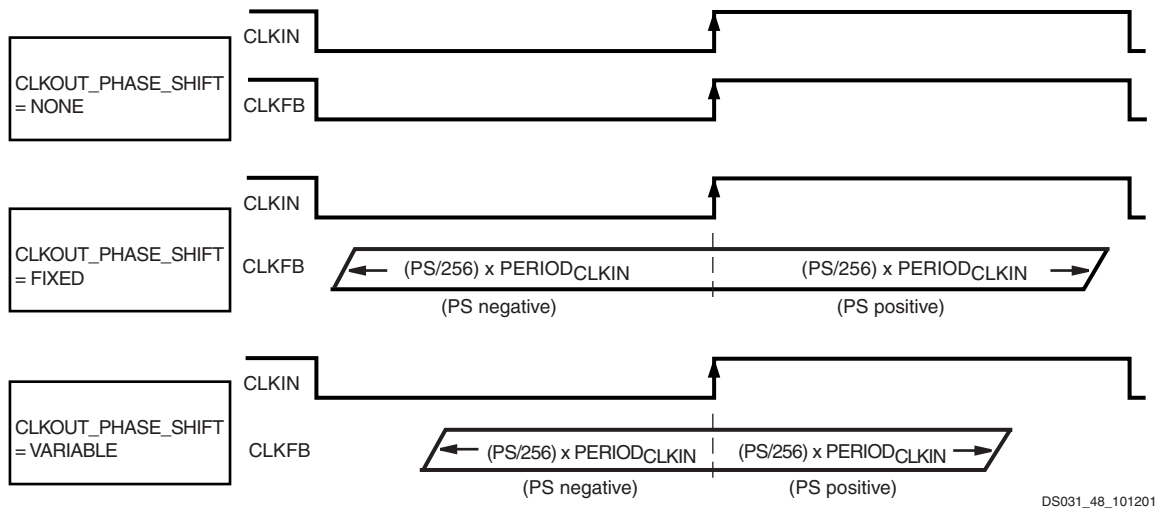 CLKIN
CLKOUT_PHASE_SHIFT
= NONE
CLKFB
CLKIN
CLKOUT_PHASE_SHIFT
= FIXED
CLKFB
(PS/256) x PERIODCLKIN
(PS/256) x PERIODCLKIN
(PS negative)
(PS positive)
CLKIN
CLKOUT_PHASE_SHIFT
= VARIABLE
CLKFB
(PS/256) x PERIODCLKIN
(PS/256) x PERIODCLKIN
(PS negative)
(PS positive)
DS031_48_101201